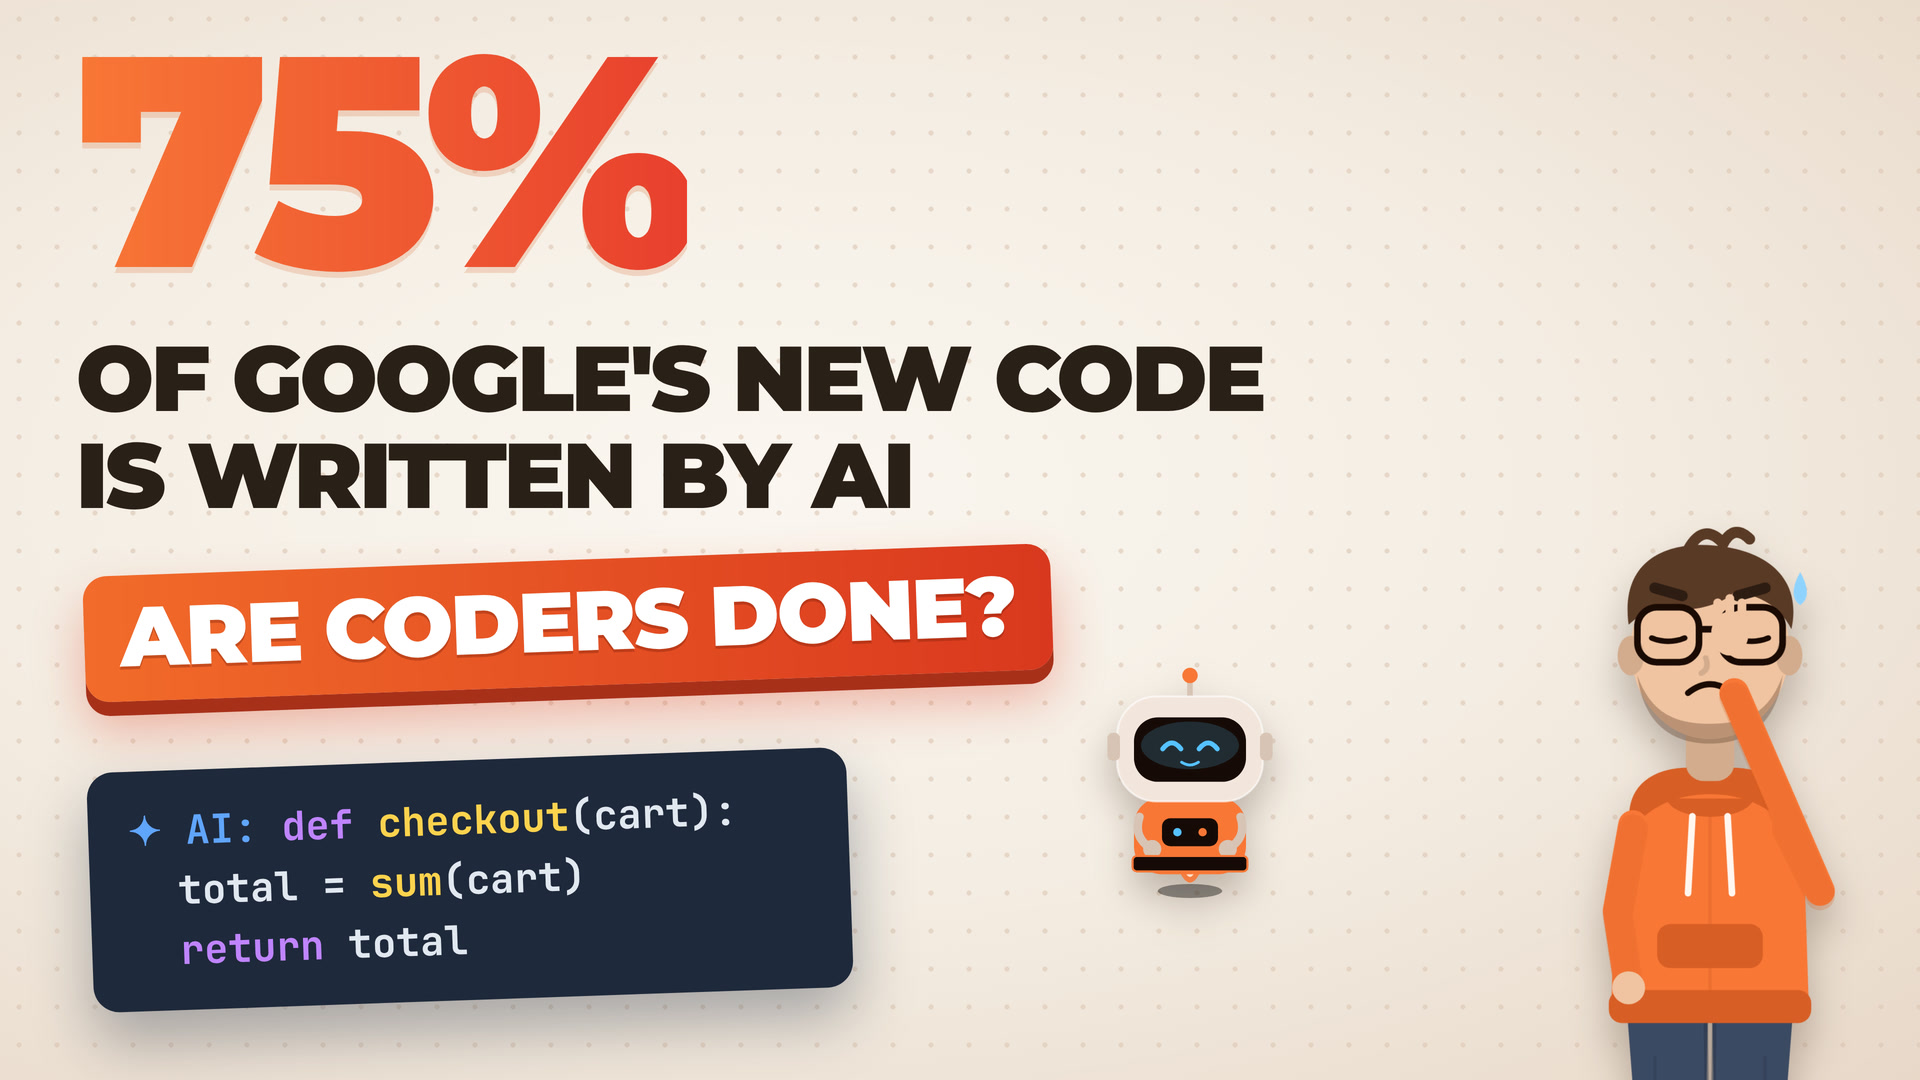 75%
OF GOOGLE'S NEW CODE
IS WRITTEN BY AI
ARE CODERS DONE?
✦ AI: def checkout(cart):
total = sum(cart)
return total